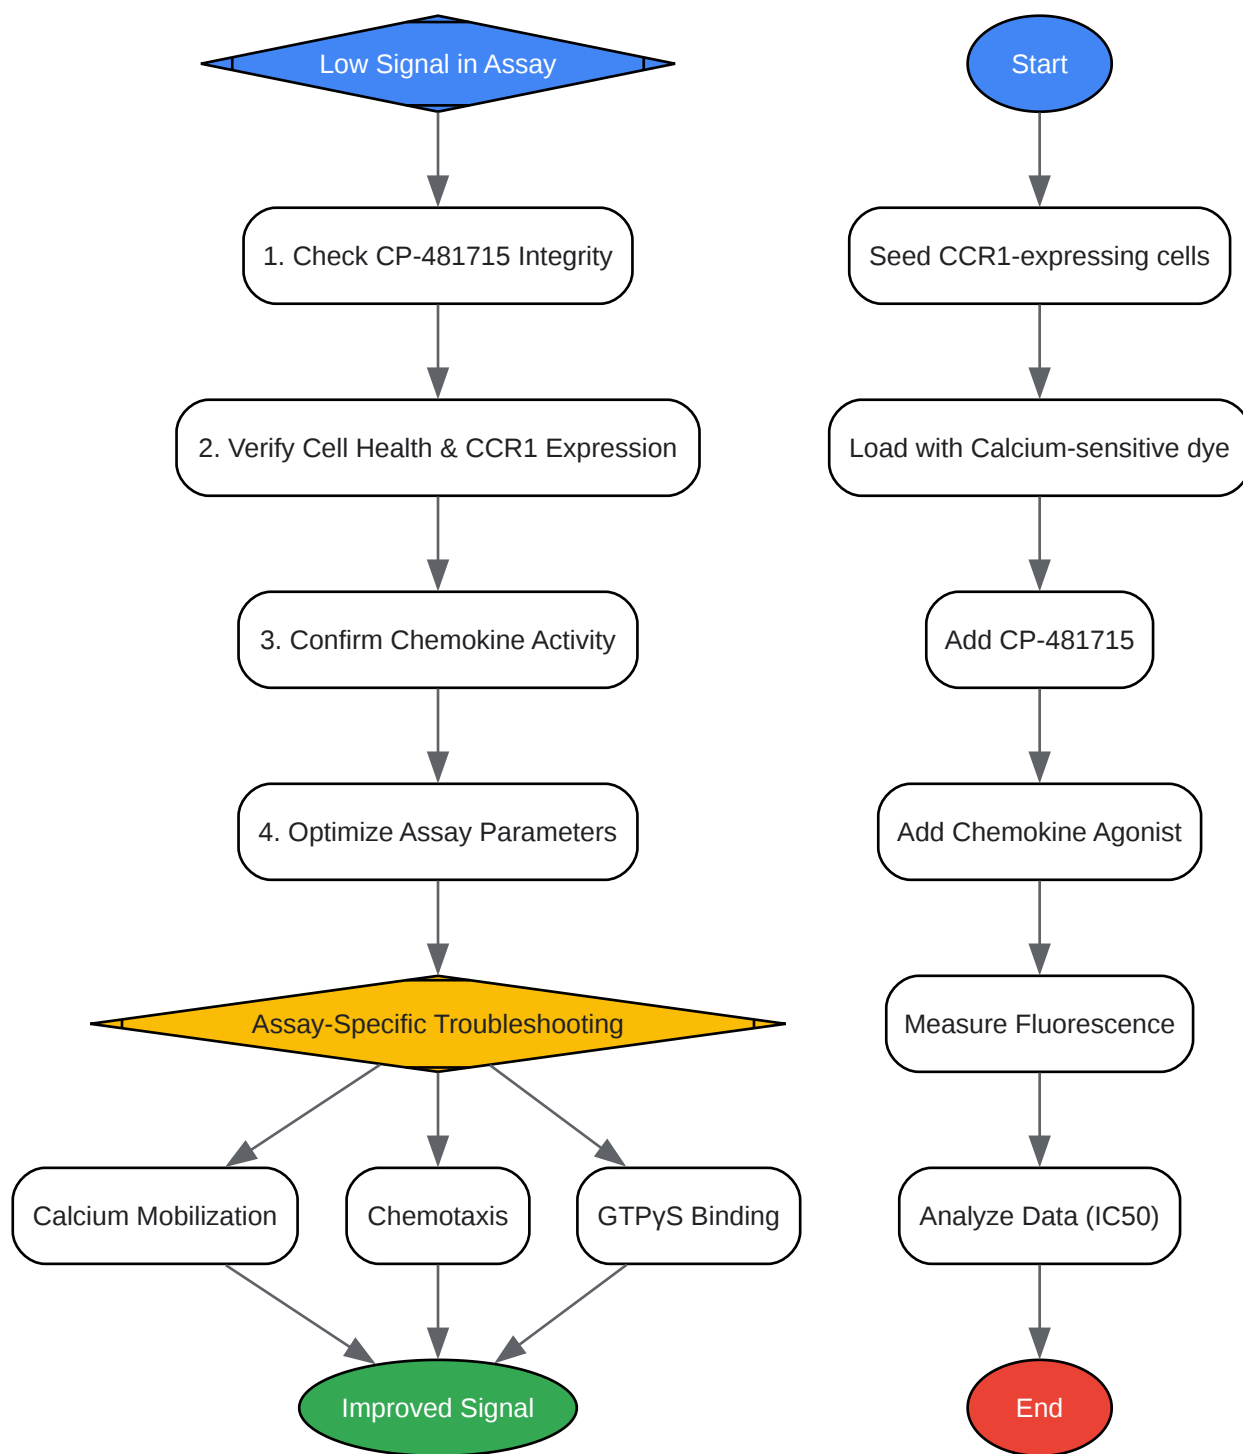 Low Signal in Assay
1. Check CP-481715 Integrity
2. Verify Cell Health & CCR1 Expression
3. Confirm Chemokine Activity
4. Optimize Assay Parameters
Assay-Specific Troubleshooting
Calcium Mobilization
Chemotaxis
GTPγS Binding
Improved Signal
Start
Seed CCR1-expressing cells
Load with Calcium-sensitive dye
Add CP-481715
Add Chemokine Agonist
Measure Fluorescence
Analyze Data (IC50)
End